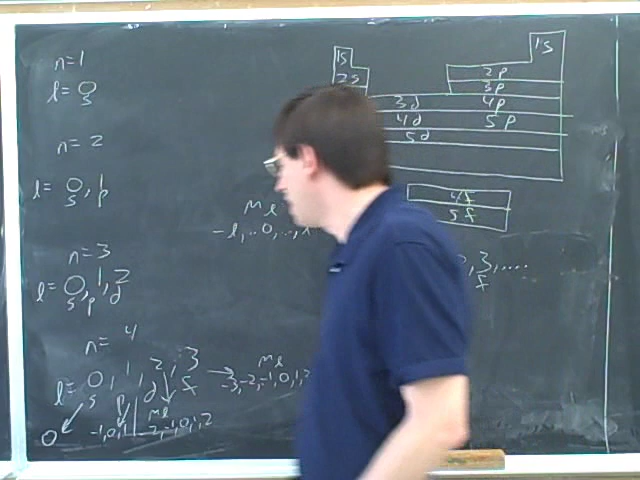 n=1
l= 0
s
n=2
l= 0, 1
s p
n=3
l= 0, 1, 2
s, p, d
n= 4
l= 0, 1, 2, 3
s p d f
0
-1,0,1
ml
-2,-1,0,1,2
→ ml
-3,-2,-1,0,1,2
ml
-l,..0,...,l
1s
2s
1s
2p
3p
3d 4p
4d 5p
5d
4f
5f
,3,....
f